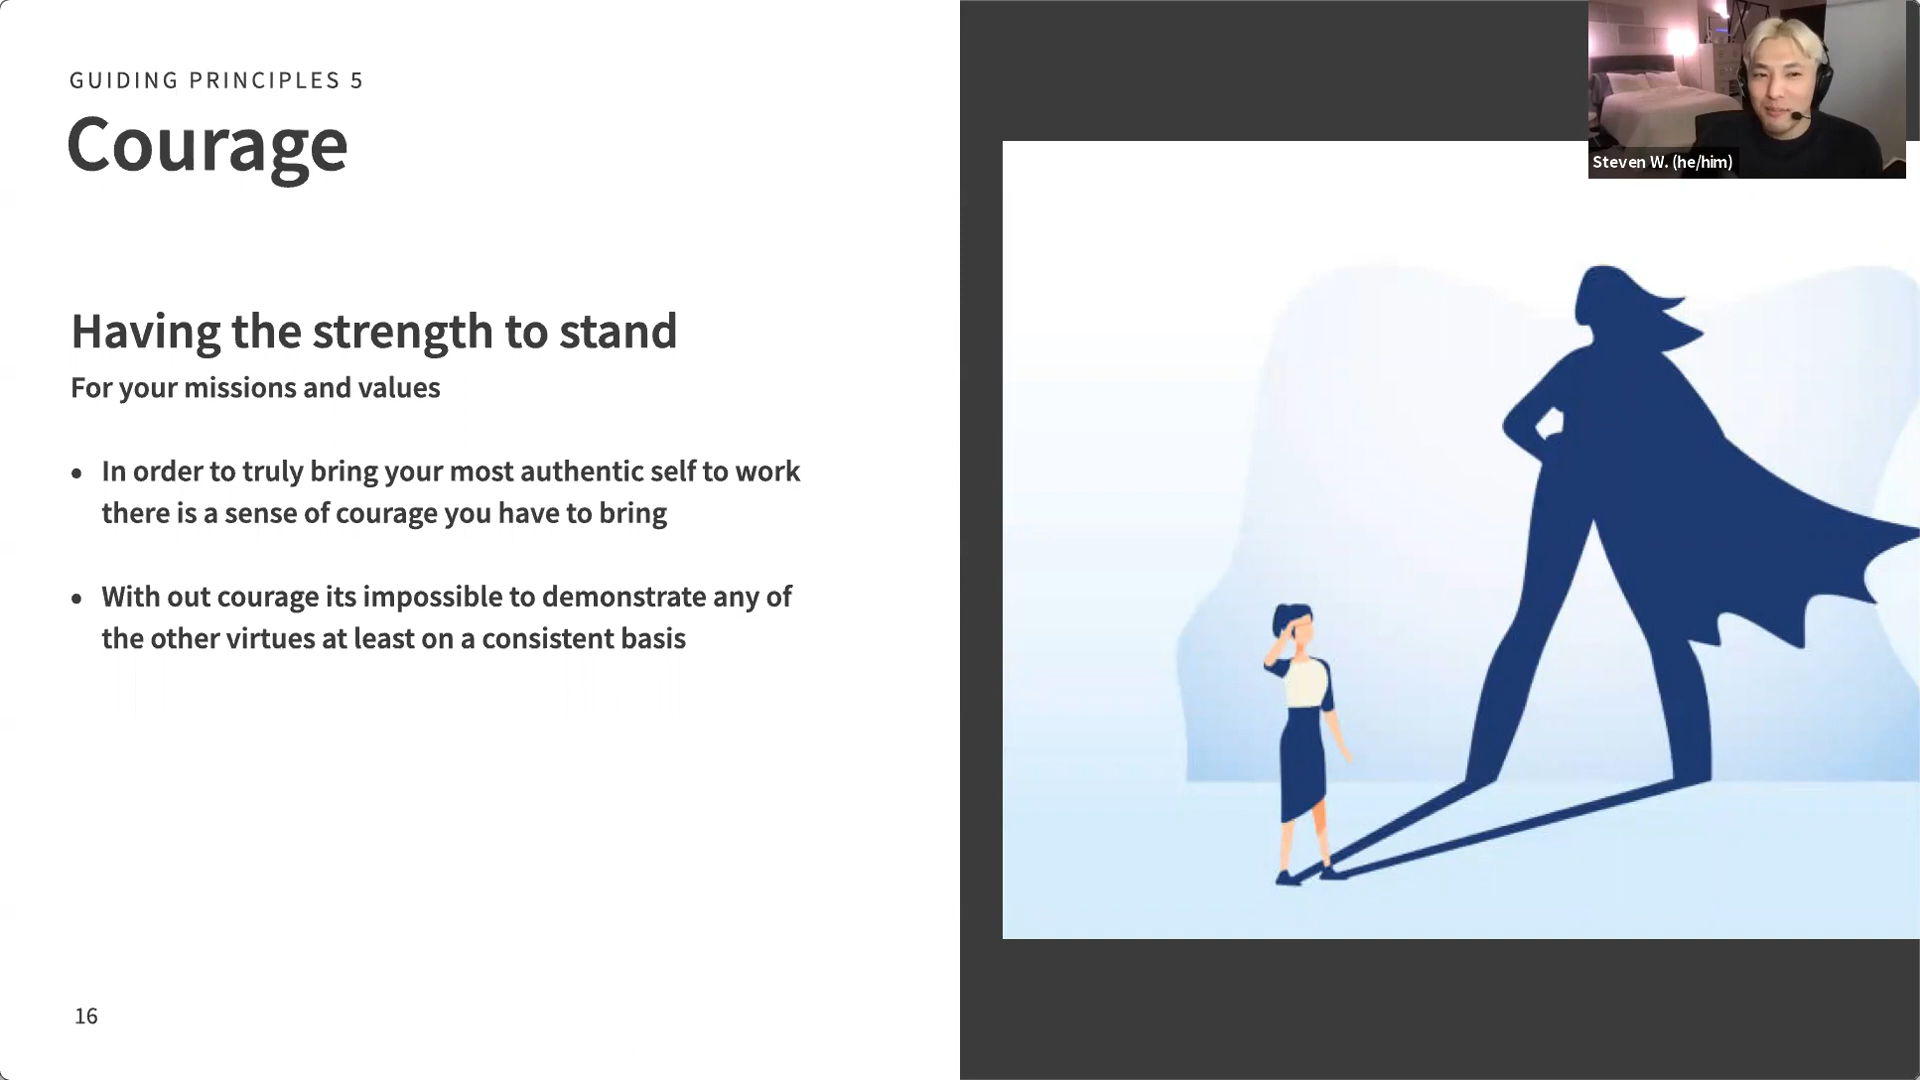 GUIDING PRINCIPLES 5
Courage
Having the strength to stand
For your missions and values
• In order to truly bring your most authentic self to work
there is a sense of courage you have to bring
• With out courage its impossible to demonstrate any of
the other virtues at least on a consistent basis
16
Steven W. (he/him)